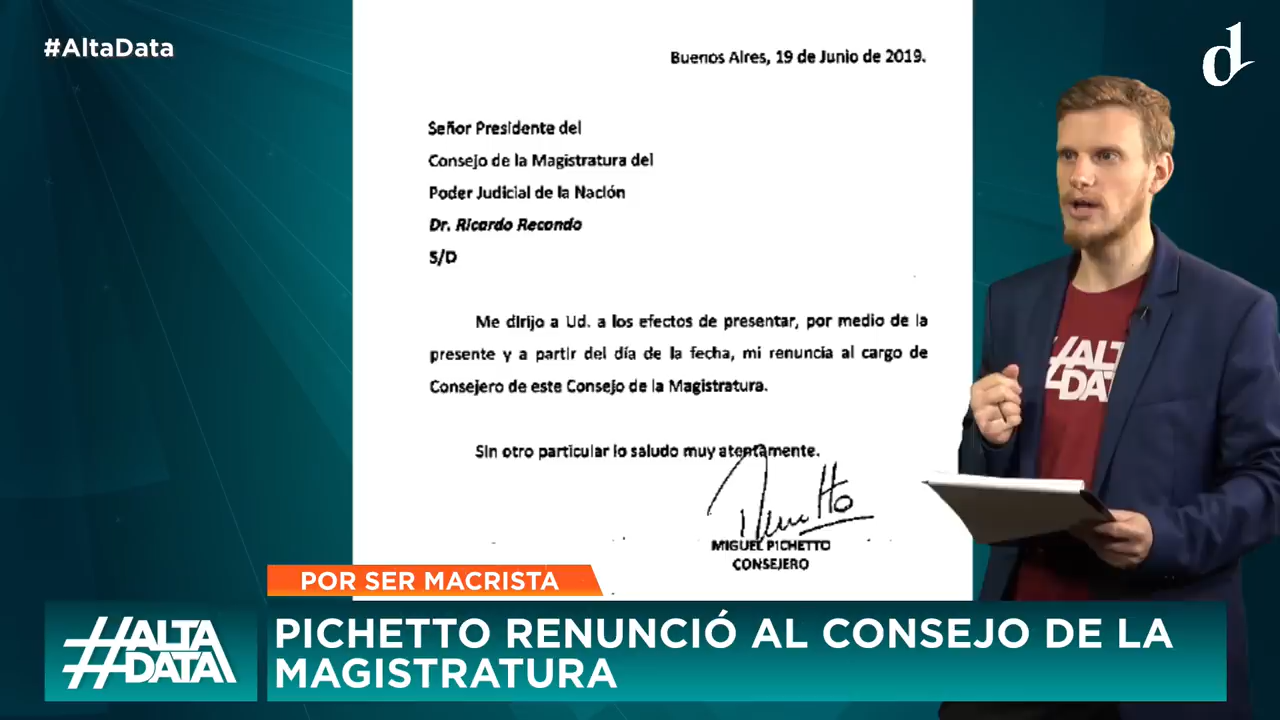 #AltaData
Buenos Aires, 19 de Junio de 2019.
Señor Presidente del
Consejo de la Magistratura del
Poder Judicial de la Nación
Dr. Ricardo Recondo
S/D
Me dirijo a Ud. a los efectos de presentar, por medio de la
presente y a partir del día de la fecha, mi renuncia al cargo de
Consejero de este Consejo de la Magistratura.
Sin otro particular lo saludo muy atentamente.
MIGUEL PICHETTO
CONSEJERO
d
#ALTA
DATA
POR SER MACRISTA
#ALTA
DATA
PICHETTO RENUNCIÓ AL CONSEJO DE LA
MAGISTRATURA